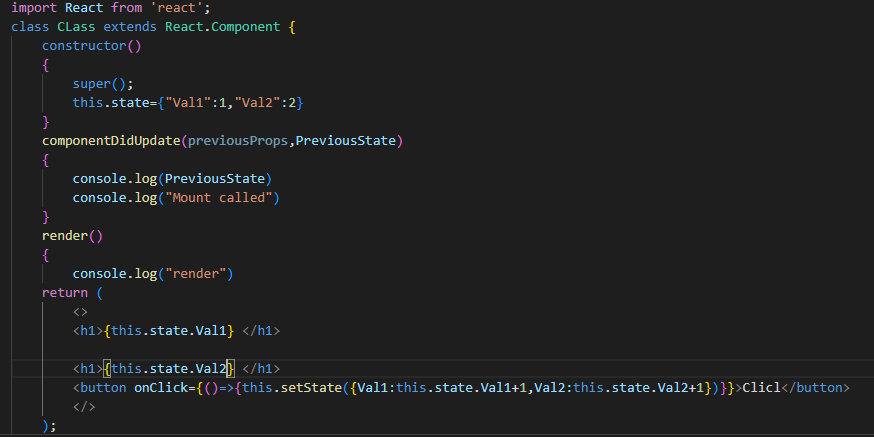 import React from 'react';
class CLass extends React.Component {
    constructor()
    {
        super();
        this.state={"Val1":1,"Val2":2}
    }
    componentDidUpdate(previousProps,PreviousState)
    {
        console.log(PreviousState)
        console.log("Mount called")
    }
    render()
    {
        console.log("render")
    return (
        <>
        <h1>{this.state.Val1} </h1>

        <h1>{this.state.Val2} </h1>
        <button onClick={()=>{this.setState({Val1:this.state.Val1+1,Val2:this.state.Val2+1})}}>Clicl</button>
        </>
    );